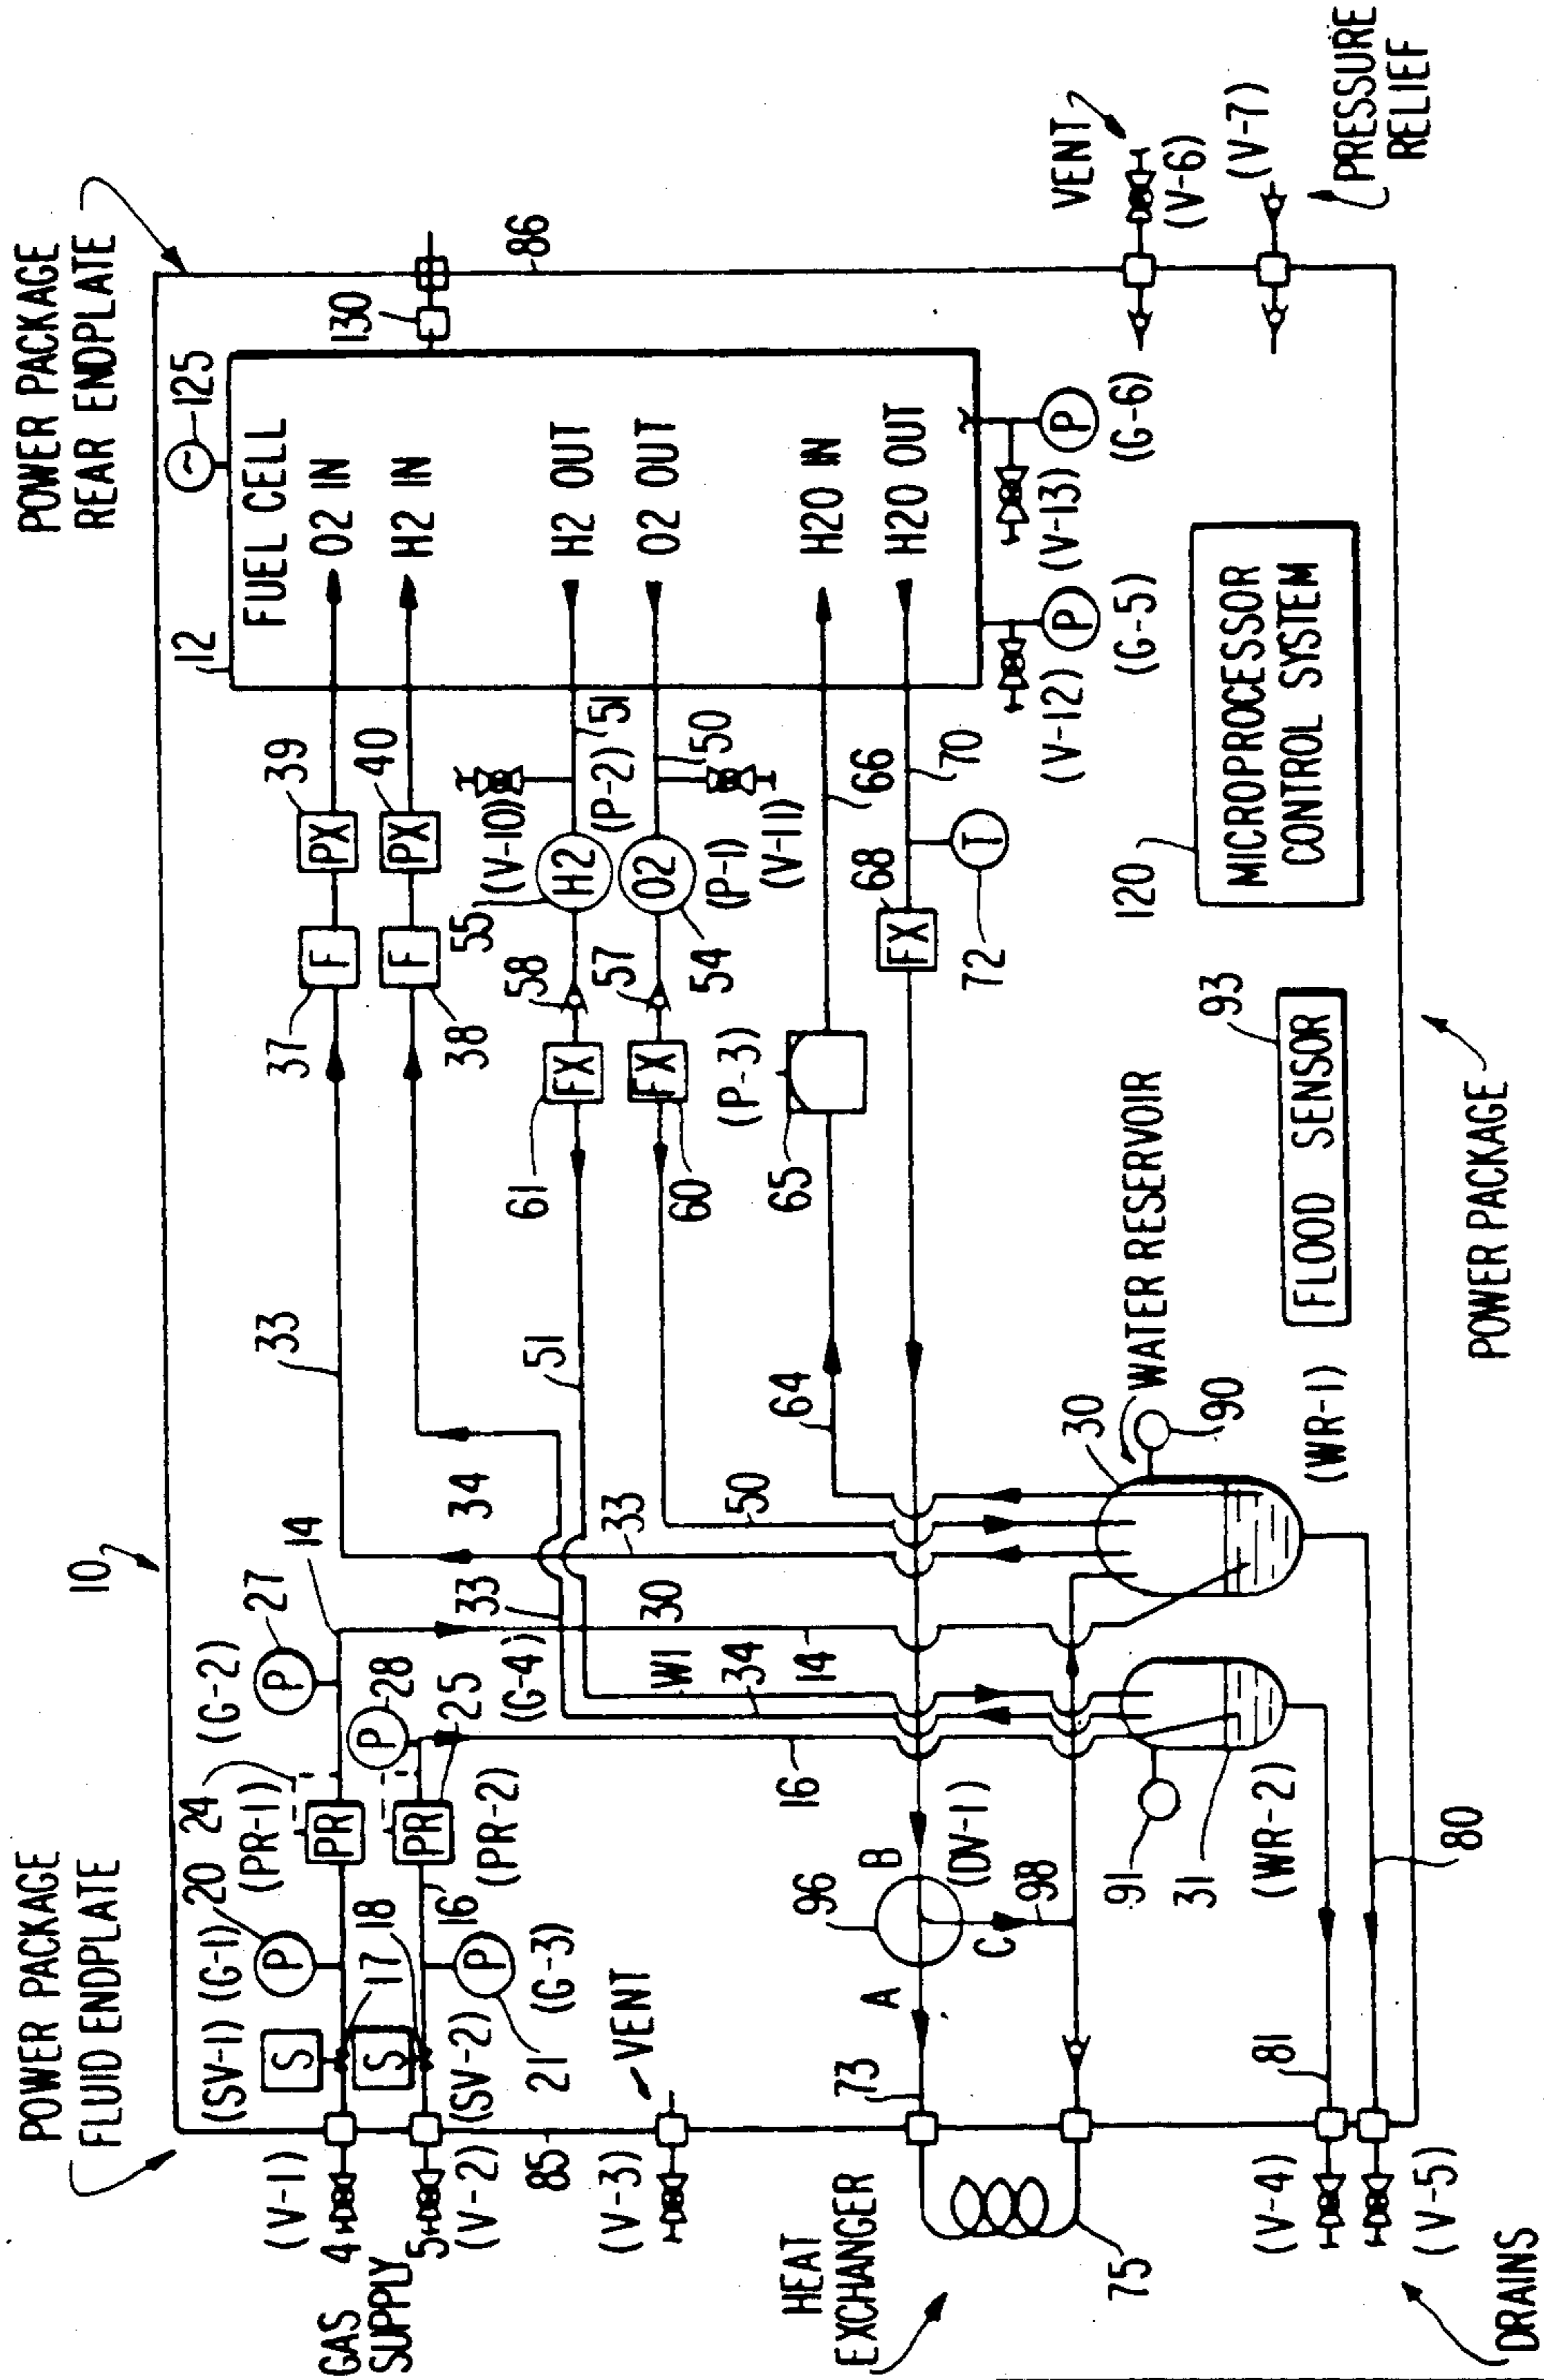 POWER PACKAGE
FLUID ENDPLATE
10
POWER PACKAGE
REAR ENDPLATE
(V-1)
4
GAS
SUPPLY
5
(V-2)
(SV-1)
S
S
(SV-2)
17
18
(G-1)
20
P
P
21
(G-3)
24
(PR-1)
PR
PR
16
25
(PR-2)
(G-2)
27
P
P
28
14
(G-4)
33
33
34
33
37
F
F
38
39
PX
PX
40
12
FUEL CELL
125
~
O2 IN
H2 IN
H2 OUT
O2 OUT
H2O IN
H2O OUT
130
86
85
(V-3)
VENT
W1
34
30
14
16
51
50
61
FX
FX
60
58
57
55
(V-10)
H2
O2
54
(P-2)
(P-1)
(V-11)
51
50
HEAT
EXCHANGER
75
73
A
96
B
C
(DV-1)
98
64
65
(P-3)
66
68
FX
70
T
72
(V-12)
P
(G-5)
(V-13)
P
(G-6)
VENT
(V-6)
(V-7)
PRESSURE
RELIEF
91
31
(WR-2)
30
WATER RESERVOIR
90
(WR-1)
93
FLOOD SENSOR
120
MICROPROCESSOR
CONTROL SYSTEM
81
80
(V-4)
(V-5)
DRAINS
POWER PACKAGE